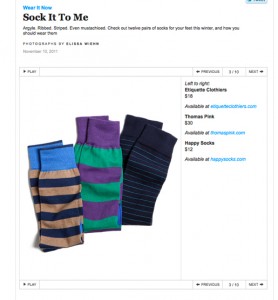 Wear It Now
Sock It To Me
Argyle. Ribbed. Striped. Even mustachioed. Check out twelve pairs of socks for your feet this winter, and how you
should wear them
PHOTOGRAPHS BY ELISSA WIEHN
November 15, 2011
PLAY
PREVIOUS 3 / 10 NEXT
Left to right:
Etiquette Clothiers
$18
Available at etiquetteclothiers.com
Thomas Pink
$30
Available at thomaspink.com
Happy Socks
$12
Available at happysocks.com
PLAY
PREVIOUS 3 / 10 NEXT